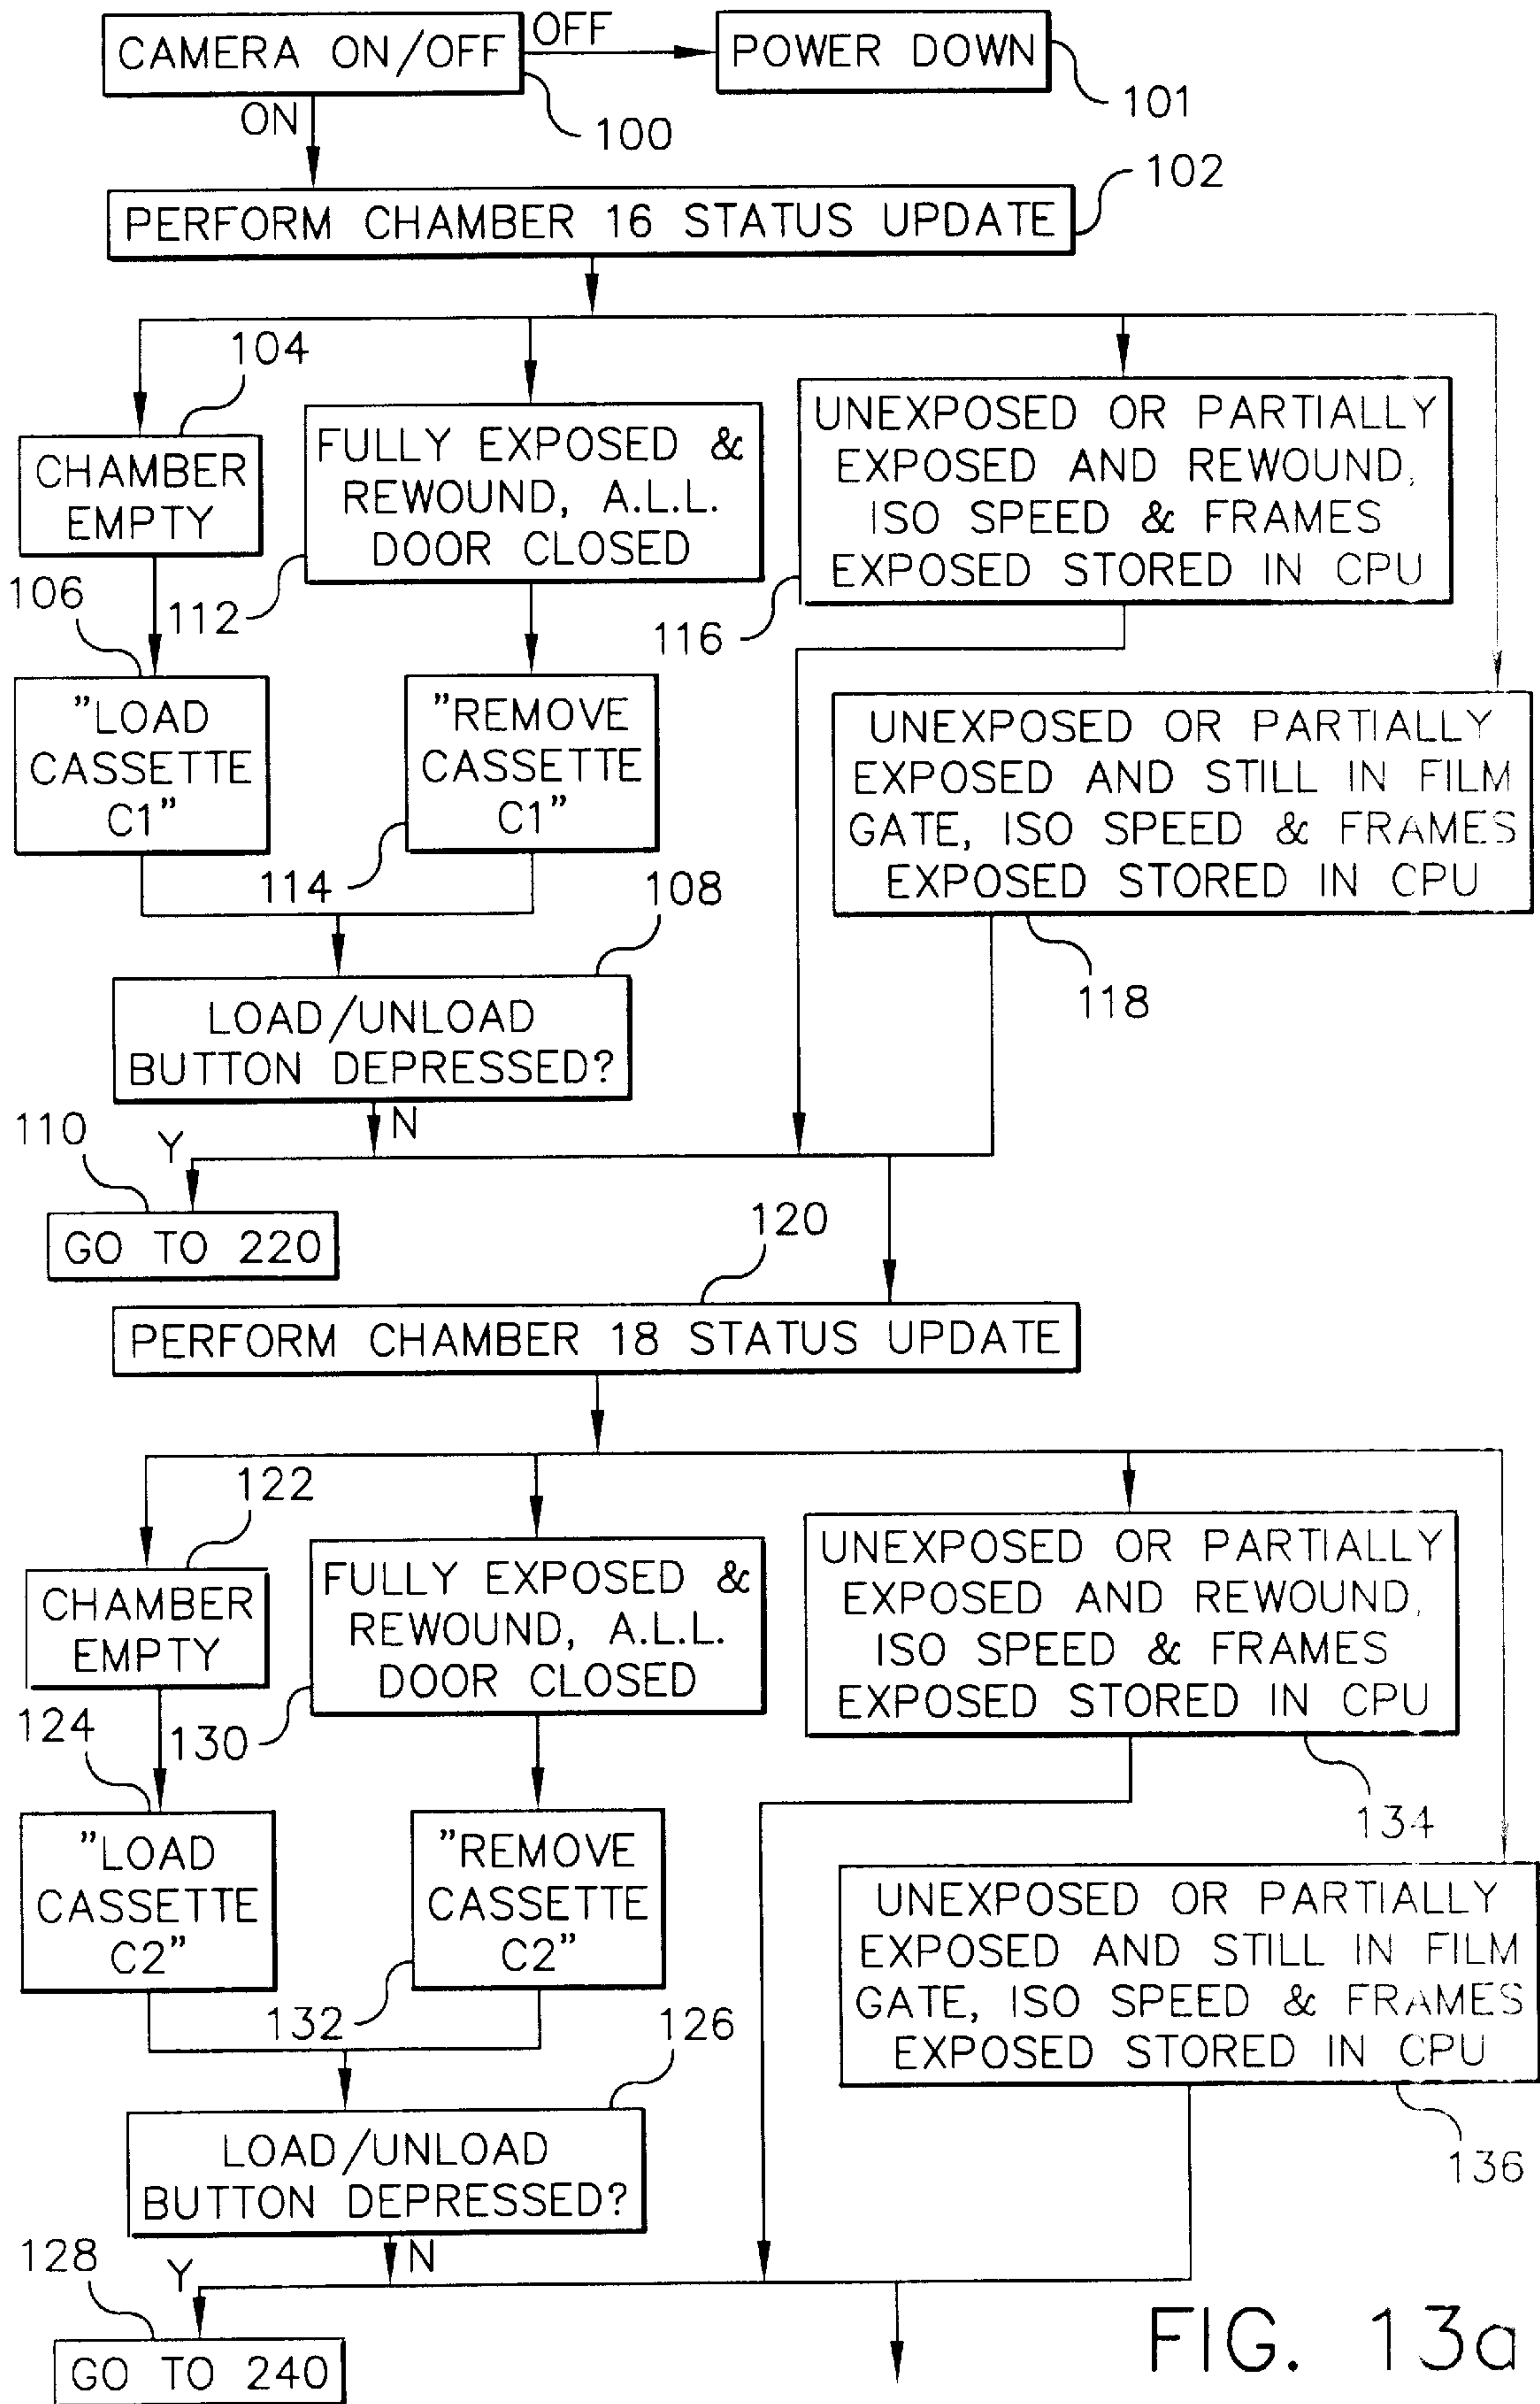 CAMERA ON/OFF
OFF
POWER DOWN
101
ON
100
102
PERFORM CHAMBER 16 STATUS UPDATE
104
CHAMBER
EMPTY
FULLY EXPOSED &
REWOUND, A.L.L.
DOOR CLOSED
UNEXPOSED OR PARTIALLY
EXPOSED AND REWOUND,
ISO SPEED & FRAMES
EXPOSED STORED IN CPU
106
112
116
"LOAD
CASSETTE
C1"
"REMOVE
CASSETTE
C1"
UNEXPOSED OR PARTIALLY
EXPOSED AND STILL IN FILM
GATE, ISO SPEED & FRAMES
EXPOSED STORED IN CPU
114
108
118
LOAD/UNLOAD
BUTTON DEPRESSED?
110
Y
N
GO TO 220
120
PERFORM CHAMBER 18 STATUS UPDATE
122
CHAMBER
EMPTY
FULLY EXPOSED &
REWOUND, A.L.L.
DOOR CLOSED
UNEXPOSED OR PARTIALLY
EXPOSED AND REWOUND,
ISO SPEED & FRAMES
EXPOSED STORED IN CPU
124
130
134
"LOAD
CASSETTE
C2"
"REMOVE
CASSETTE
C2"
UNEXPOSED OR PARTIALLY
EXPOSED AND STILL IN FILM
GATE, ISO SPEED & FRAMES
EXPOSED STORED IN CPU
132
126
136
LOAD/UNLOAD
BUTTON DEPRESSED?
128
Y
N
GO TO 240
FIG. 13a